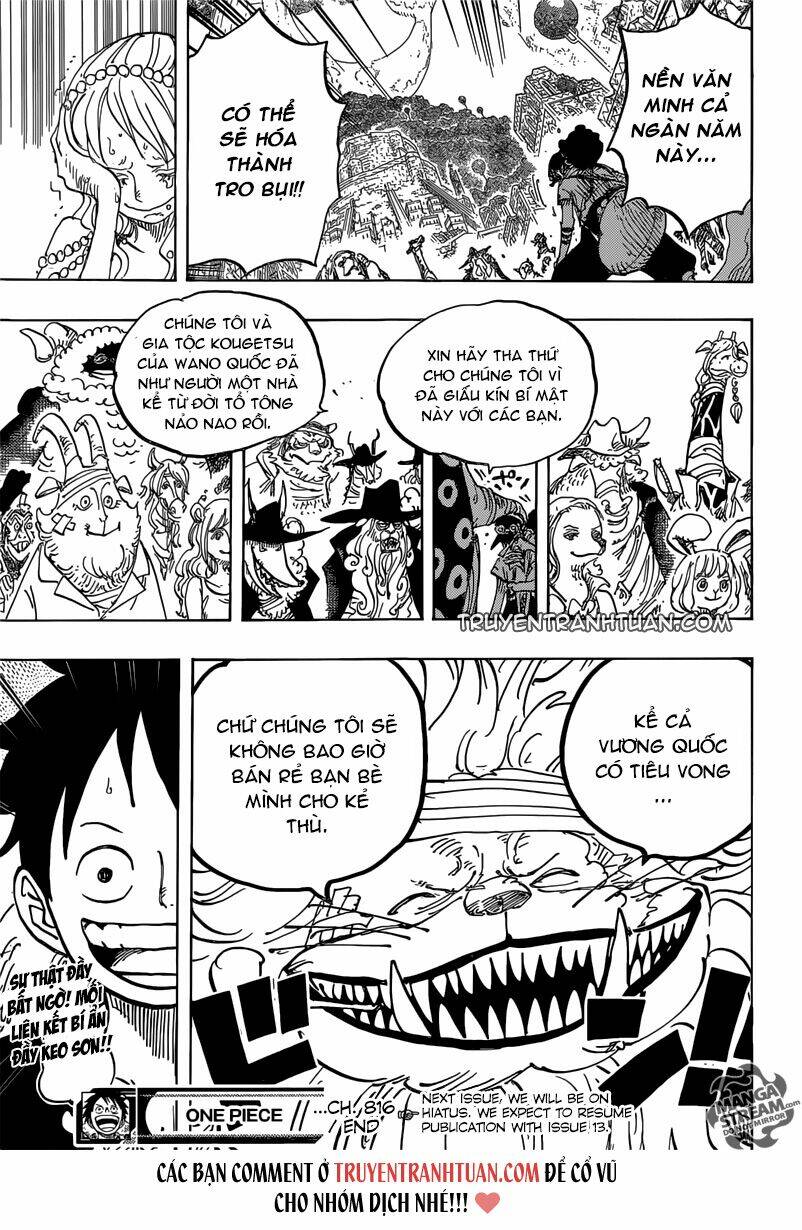 NỀN VĂN
MINH CẢ
NGÀN NĂM
NÀY...
CÓ THỂ
SẼ HÓA
THÀNH
TRO BỤI!!
XIN HÃY THA THỨ
CHO CHÚNG TÔI VÌ
ĐÃ GIẤU KÍN BÍ MẬT
NÀY VỚI CÁC BẠN.
CHÚNG TÔI VÀ
GIA TỘC KOUGETSU
CỦA WANO QUỐC ĐÃ
NHƯ NGƯỜI MỘT NHÀ
KỂ TỪ ĐỜI TỔ TÔNG
NẢO NAO RỒI.
TRUYENTRANHTUAN.COM
KỂ CẢ
VƯƠNG QUỐC
CÓ TIÊU VONG
...
CHỨ CHÚNG TÔI SẼ
KHÔNG BAO GIỜ
BÁN RẺ BẠN BÈ
MÌNH CHO KẺ
THÙ.
SỰ THẬT ĐẦY
BẤT NGỜ! MỐI
LIÊN KẾT BÍ ẨN
ĐẦY KEO SƠN!!
ONE PIECE
...CH. 816
END
NEXT ISSUE, WE WILL BE ON
HIATUS. WE EXPECT TO RESUME
PUBLICATION WITH ISSUE 13.
MANGA
STREAM.COM
DO NOT MIRROR!
CÁC BẠN COMMENT Ở TRUYENTRANHTUAN.COM ĐỂ CỔ VŨ
CHO NHÓM DỊCH NHÉ!!!